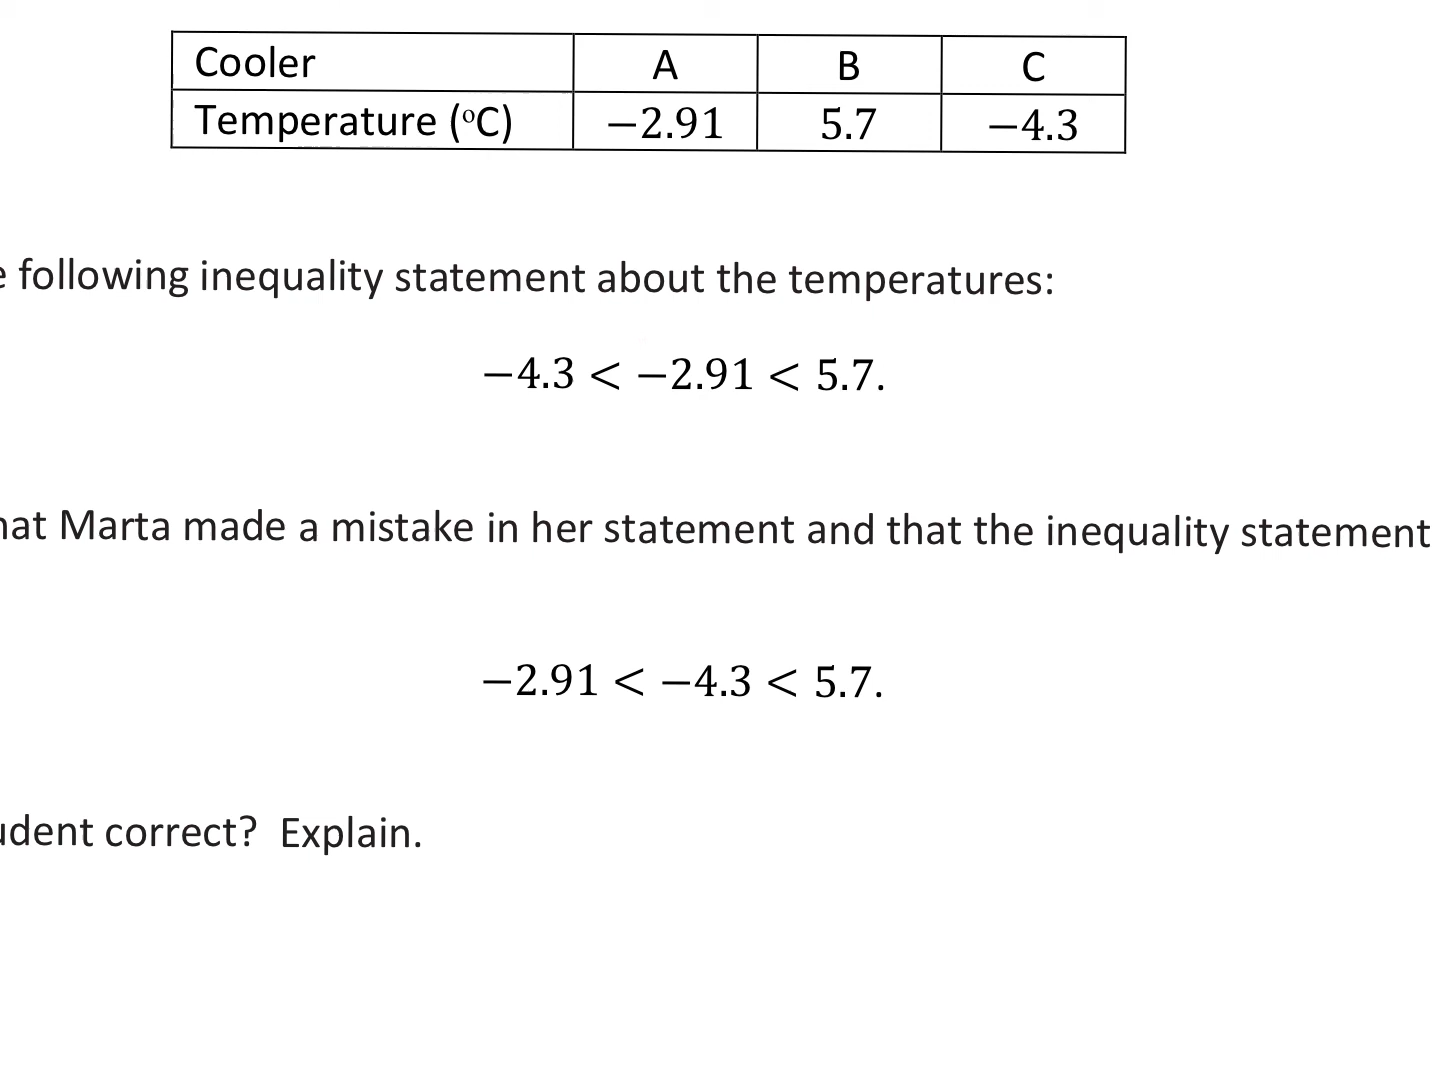 Cooler A B C
Temperature (°C) −2.91 5.7 −4.3
following inequality statement about the temperatures:
−4.3 < −2.91 < 5.7.
Marta made a mistake in her statement and that the inequality statement
−2.91 < −4.3 < 5.7.
correct? Explain.